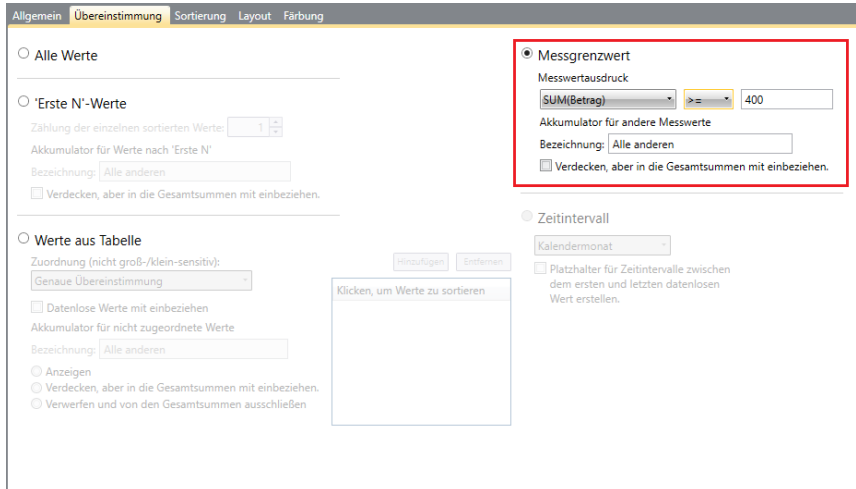 Allgemein Übereinstimmung Sortierung Layout Färbung
Alle Werte
'Erste N'-Werte
Zählung der einzelnen sortierten Werte: 1
Akkumulator für Werte nach 'Erste N'
Bezeichnung: Alle anderen
Verdecken, aber in die Gesamtsummen mit einbeziehen.
Werte aus Tabelle
Zuordnung (nicht groß-/klein-sensitiv):
Genaue Übereinstimmung
Datenlose Werte mit einbeziehen
Akkumulator für nicht zugeordnete Werte
Bezeichnung: Alle anderen
Anzeigen
Verdecken, aber in die Gesamtsummen mit einbeziehen.
Verwerfen und von den Gesamtsummen ausschließen
Hinzufügen Entfernen
Klicken, um Werte zu sortieren
Messgrenzwert
Messwertausdruck
SUM(Betrag) >= 400
Akkumulator für andere Messwerte
Bezeichnung: Alle anderen
Verdecken, aber in die Gesamtsummen mit einbeziehen.
Zeitintervall
Kalendermonat
Platzhalter für Zeitintervalle zwischen
dem ersten und letzten datenlosen
Wert erstellen.